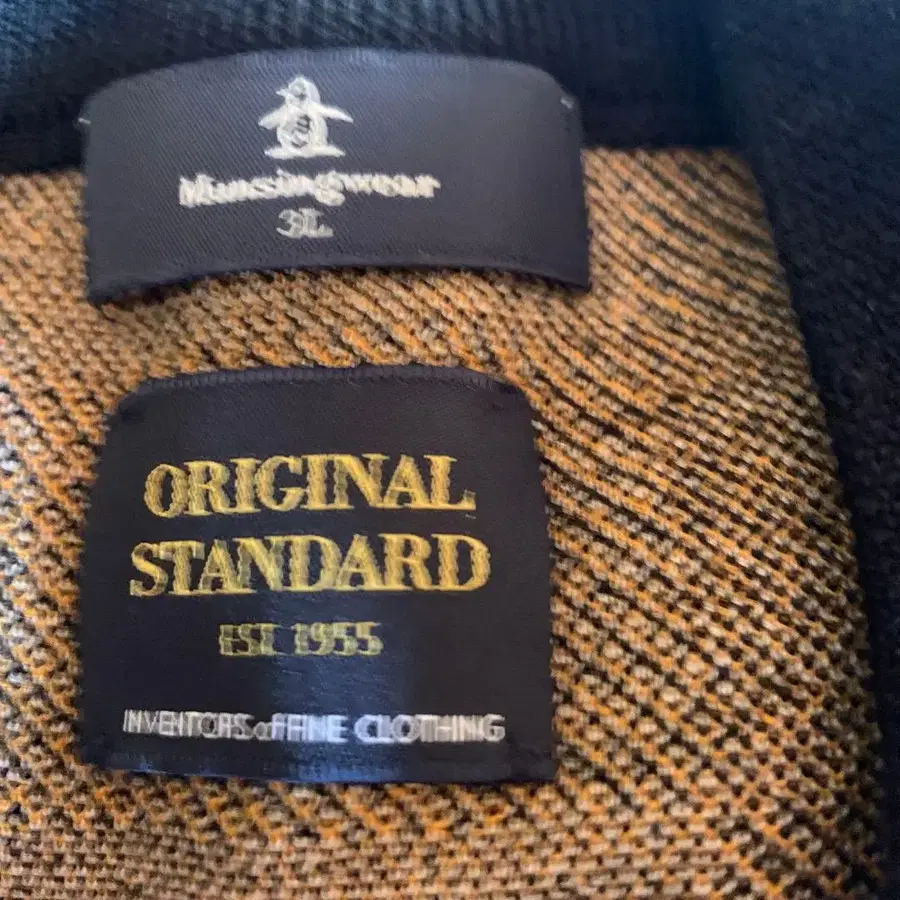 Munsingwear
3L
ORIGINAL
STANDARD
EST 1955
INVENTORS of FINE CLOTHING